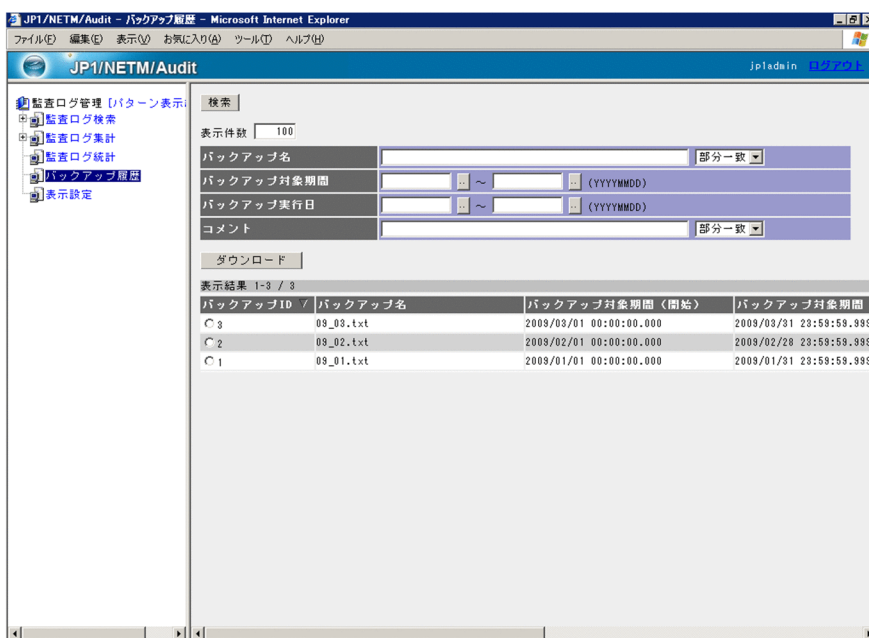 JP1/NETM/Audit - バックアップ履歴 - Microsoft Internet Explorer
ファイル(F) 編集(E) 表示(V) お気に入り(A) ツール(T) ヘルプ(H)
JP1/NETM/Audit
jp1admin ログアウト
監査ログ管理 [パターン表示
監査ログ検索
監査ログ集計
監査ログ統計
バックアップ履歴
表示設定
検索
表示件数 100
バックアップ名 部分一致
バックアップ対象期間 .. ～ .. (YYYYMMDD)
バックアップ実行日 .. ～ .. (YYYYMMDD)
コメント 部分一致
ダウンロード
表示結果 1-3 / 3
バックアップID ▽ バックアップ名 バックアップ対象期間（開始） バックアップ対象期間
3 09_03.txt 2009/03/01 00:00:00.000 2009/03/31 23:59:59.999
2 09_02.txt 2009/02/01 00:00:00.000 2009/02/28 23:59:59.999
1 09_01.txt 2009/01/01 00:00:00.000 2009/01/31 23:59:59.999